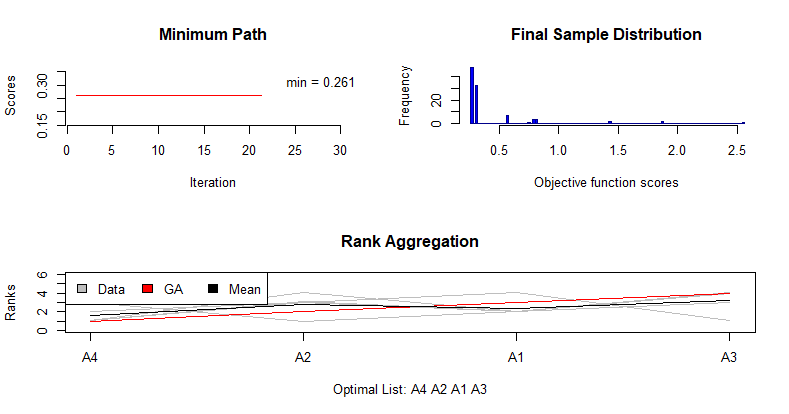 Minimum Path
Scores
0.15
0.30
min = 0.261
0 5 10 15 20 25 30
Iteration
Final Sample Distribution
Frequency
0
20
0.5 1.0 1.5 2.0 2.5
Objective function scores
Rank Aggregation
Ranks
0
2
4
6
Data GA Mean
A4 A2 A1 A3
Optimal List: A4 A2 A1 A3